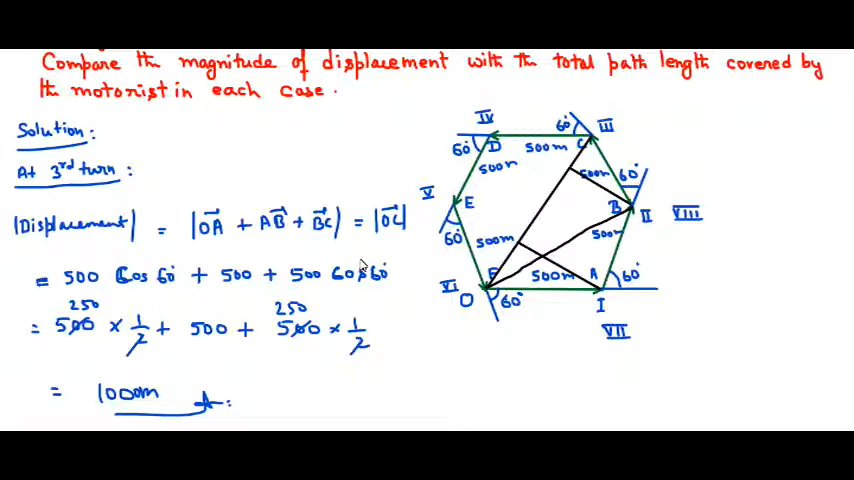 Compare the magnitude of displacement with the total path length covered by
the motorist in each case.
Solution:
At 3rd turn:
|Displacement| = |OA⃗ + AB⃗ + BC⃗| = |OC⃗|
= 500 Cos 60° + 500 + 500 Cos 60°
250 250
= 500 × 1/2 + 500 + 500 × 1/2
= 1000m A:
IV 60° III
60° D 500m C
500m 500m 60°
V E B II VIII
60° 500m 500m
F 500m A 60°
VI O 60° I
VII